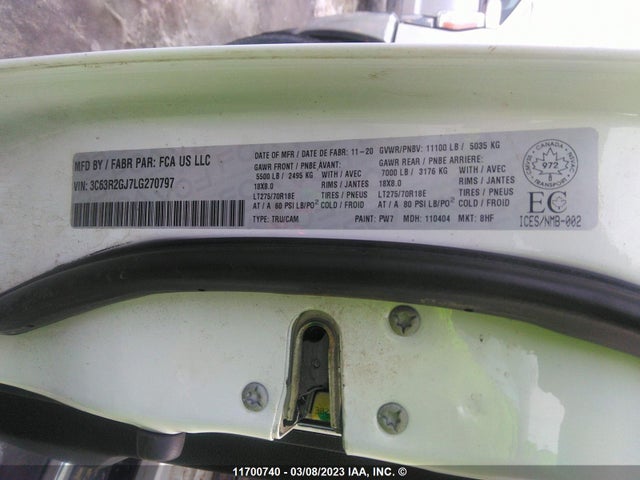 MFD BY / FABR PAR: FCA US LLC
VIN: 3C63R2GJ7LG270797
DATE OF MFR / DATE DE FABR: 11-20 GVWR/PNBV: 11100 LB / 5035 KG
GAWR FRONT / PNBE AVANT: GAWR REAR / PNBE ARRIERE:
5500 LB / 2495 KG WITH / AVEC 7000 LB / 3176 KG WITH / AVEC
18X8.0 RIMS / JANTES 18X8.0 RIMS / JANTES
LT275/70R18E TIRES / PNEUS LT275/70R18E TIRES / PNEUS
AT / A 60 PSI LB/PO² COLD / FROID AT / A 80 PSI LB/PO² COLD / FROID
TYPE: TRU/CAM PAINT: PW7 MDH: 110404 MKT: 8HF
972
EC
ICES/NMB-002
11700740 - 03/08/2023 IAA, INC. ©